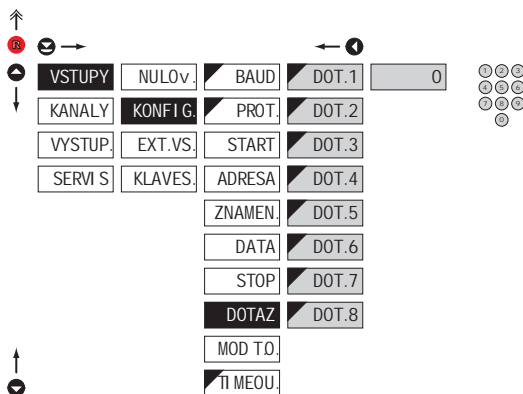 R
VSTUPY NULOv. BAUD DOT.1 0
1 2 3
KANALY KONFIG. PROT. DOT.2
4 5 6
VYSTUP. EXT.VS. START DOT.3
7 8 9
0
SERVIS KLAVES. ADRESA DOT.4
ZNAMEN. DOT.5
DATA DOT.6
STOP DOT.7
DOTAZ DOT.8
MOD T.O.
TIMEOU.